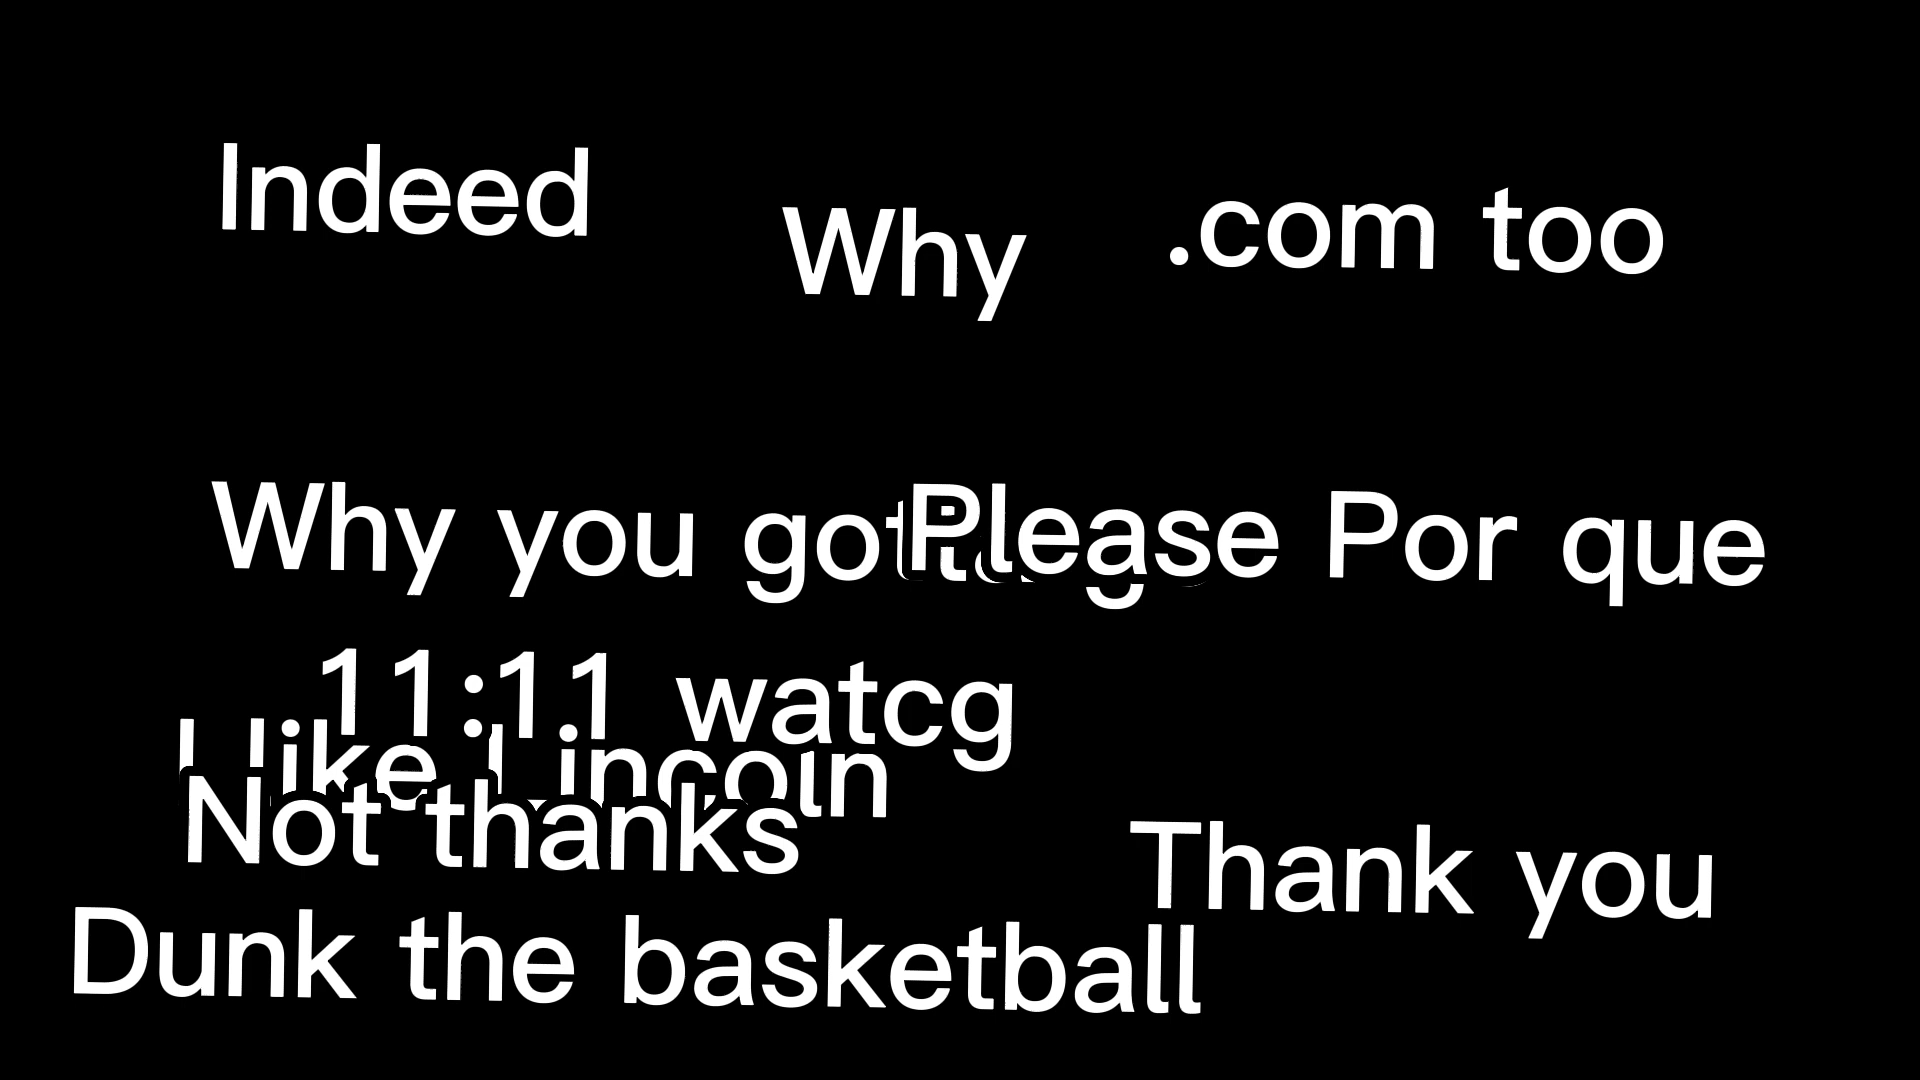 Indeed
Why
.com too
Why you got
Please
Por que
11:11 watcg
I like Lincoln
Not thanks
Thank you
Dunk the basketball